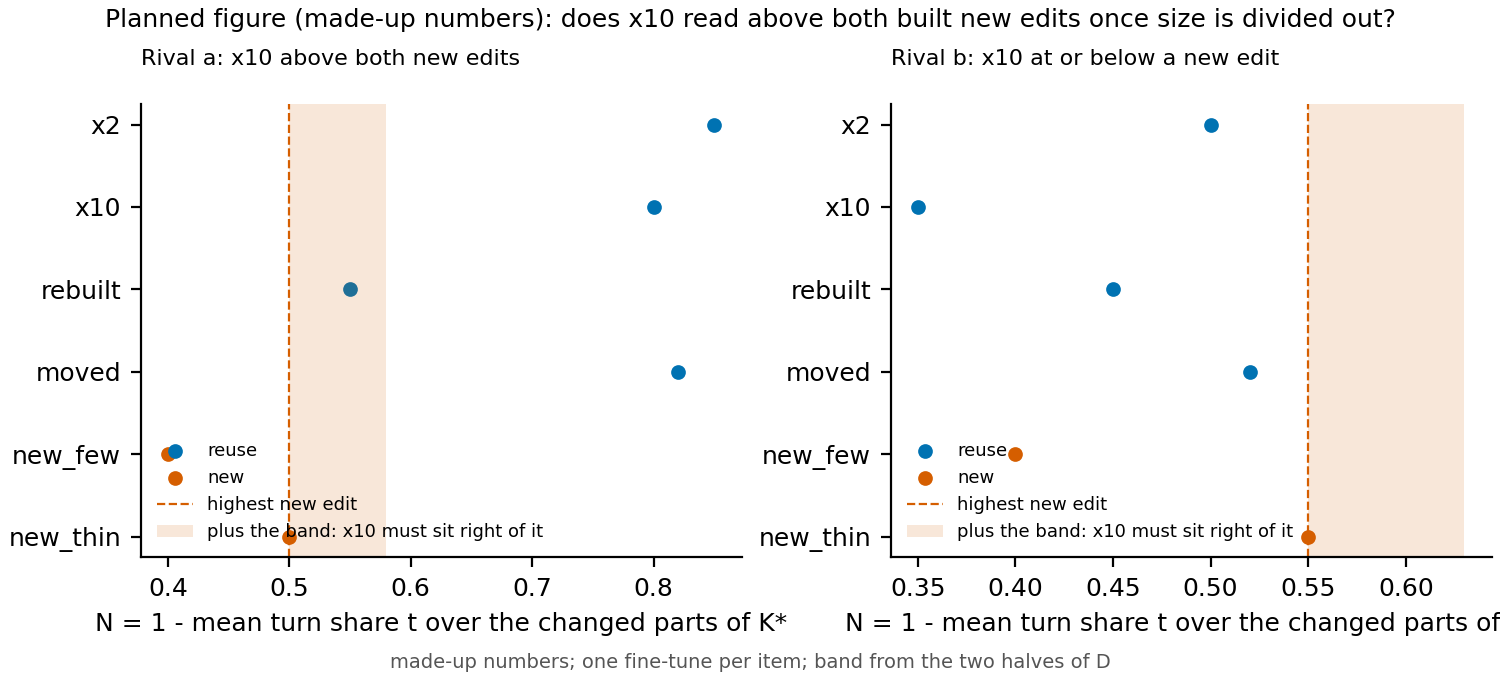 Planned figure (made-up numbers): does x10 read above both built new edits once size is divided out?
Rival a: x10 above both new edits
x2
x10
rebuilt
moved
new_few
new_thin
reuse
new
highest new edit
plus the band: x10 must sit right of it
0.4 0.5 0.6 0.7 0.8
N = 1 - mean turn share t over the changed parts of K*
Rival b: x10 at or below a new edit
x2
x10
rebuilt
moved
new_few
new_thin
reuse
new
highest new edit
plus the band: x10 must sit right of it
0.35 0.40 0.45 0.50 0.55 0.60
N = 1 - mean turn share t over the changed parts of
made-up numbers; one fine-tune per item; band from the two halves of D